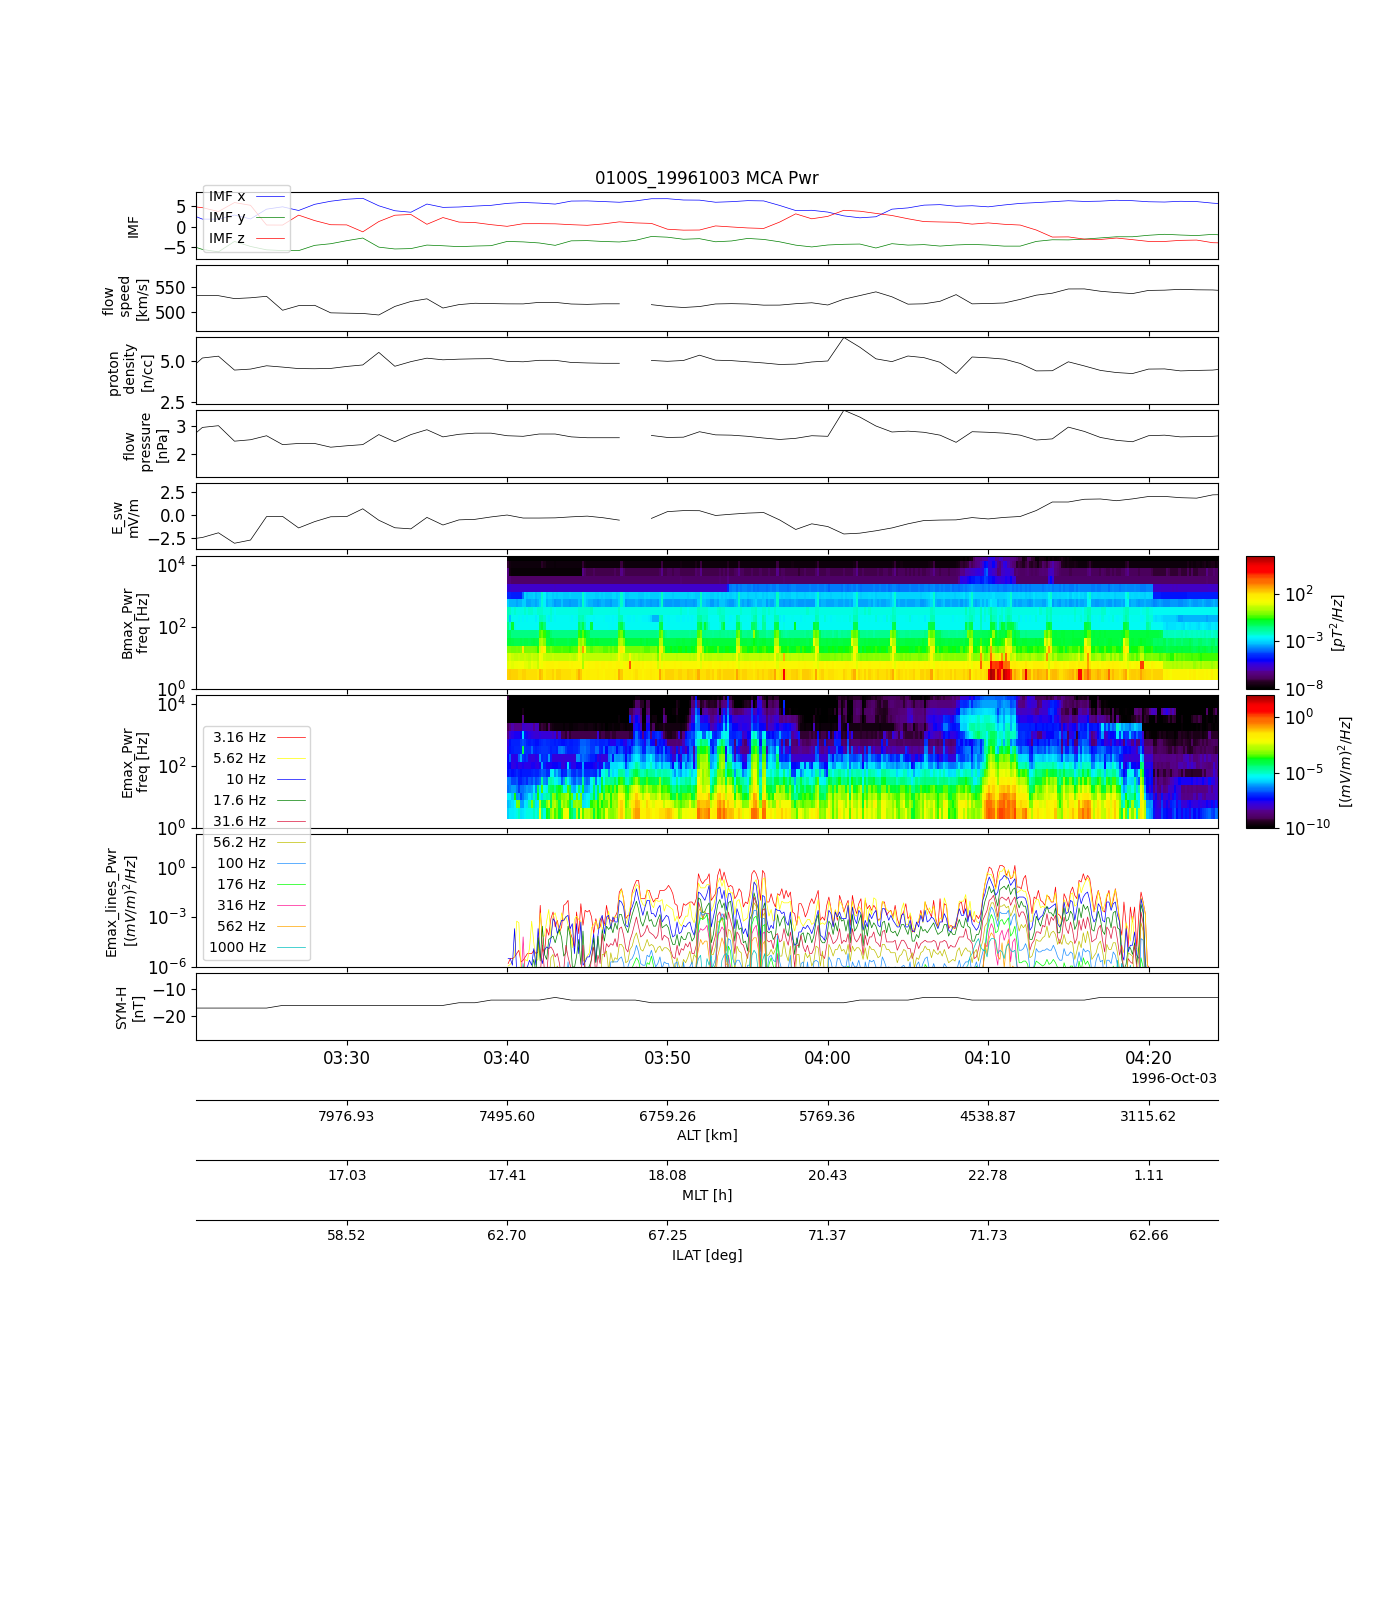 0100S_19961003 MCA Pwr
IMF
5
0
−5
IMF x
IMF y
IMF z
flow
speed
[km/s]
550
500
proton
density
[n/cc]
5.0
2.5
flow
pressure
[nPa]
3
2
E_sw
mV/m
2.5
0.0
−2.5
Bmax_Pwr
freq [Hz]
10^4
10^2
10^0
10^2
10^−3
10^−8
[pT^2/Hz]
Emax_Pwr
freq [Hz]
10^4
10^2
10^0
10^0
10^−5
10^−10
[(mV/m)^2/Hz]
3.16 Hz
5.62 Hz
10 Hz
17.6 Hz
31.6 Hz
56.2 Hz
100 Hz
176 Hz
316 Hz
562 Hz
1000 Hz
Emax_lines_Pwr
[(mV/m)^2/Hz]
10^0
10^−3
10^−6
SYM-H
[nT]
−10
−20
03:30 03:40 03:50 04:00 04:10 04:20
1996-Oct-03
7976.93 7495.60 6759.26 5769.36 4538.87 3115.62
ALT [km]
17.03 17.41 18.08 20.43 22.78 1.11
MLT [h]
58.52 62.70 67.25 71.37 71.73 62.66
ILAT [deg]